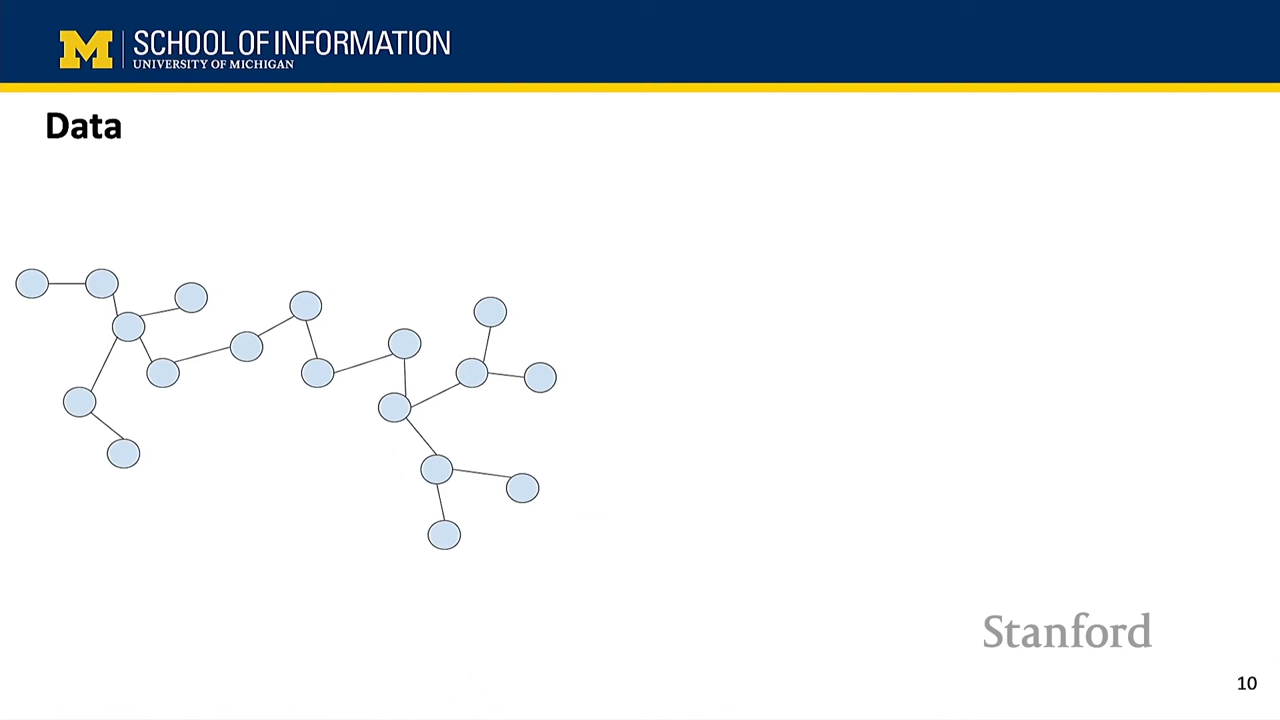 M
SCHOOL OF INFORMATION
UNIVERSITY OF MICHIGAN
Data
Stanford
10